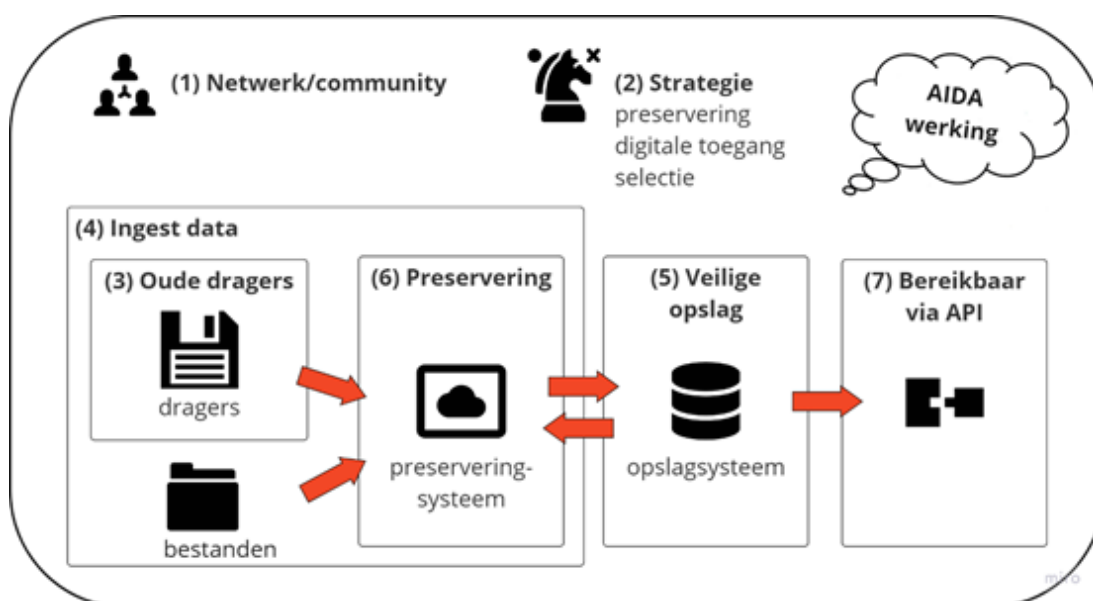 (1) Netwerk/community
(2) Strategie
preservering
digitale toegang
selectie
AIDA
werking
(4) Ingest data
(3) Oude dragers
dragers
bestanden
(6) Preservering
preservering-
systeem
(5) Veilige
opslag
opslagsysteem
(7) Bereikbaar
via API
miro